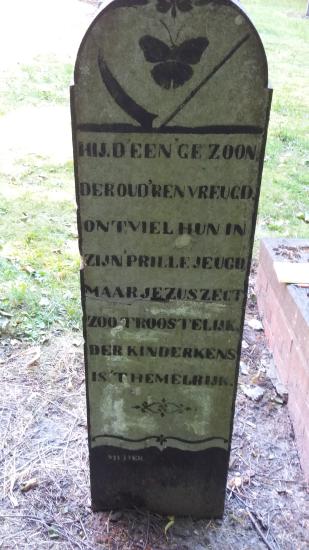 HIJ, D'EEN'GE ZOON,
DER OUD'REN VREUGD,
ONTVIEL HUN IN
ZIJN PRILLE JEUGD
MAAR JEZUS ZEGT
ZOO TROOSTELIJK,
DER KINDERKENS
IS 'T HEMELRIJK.